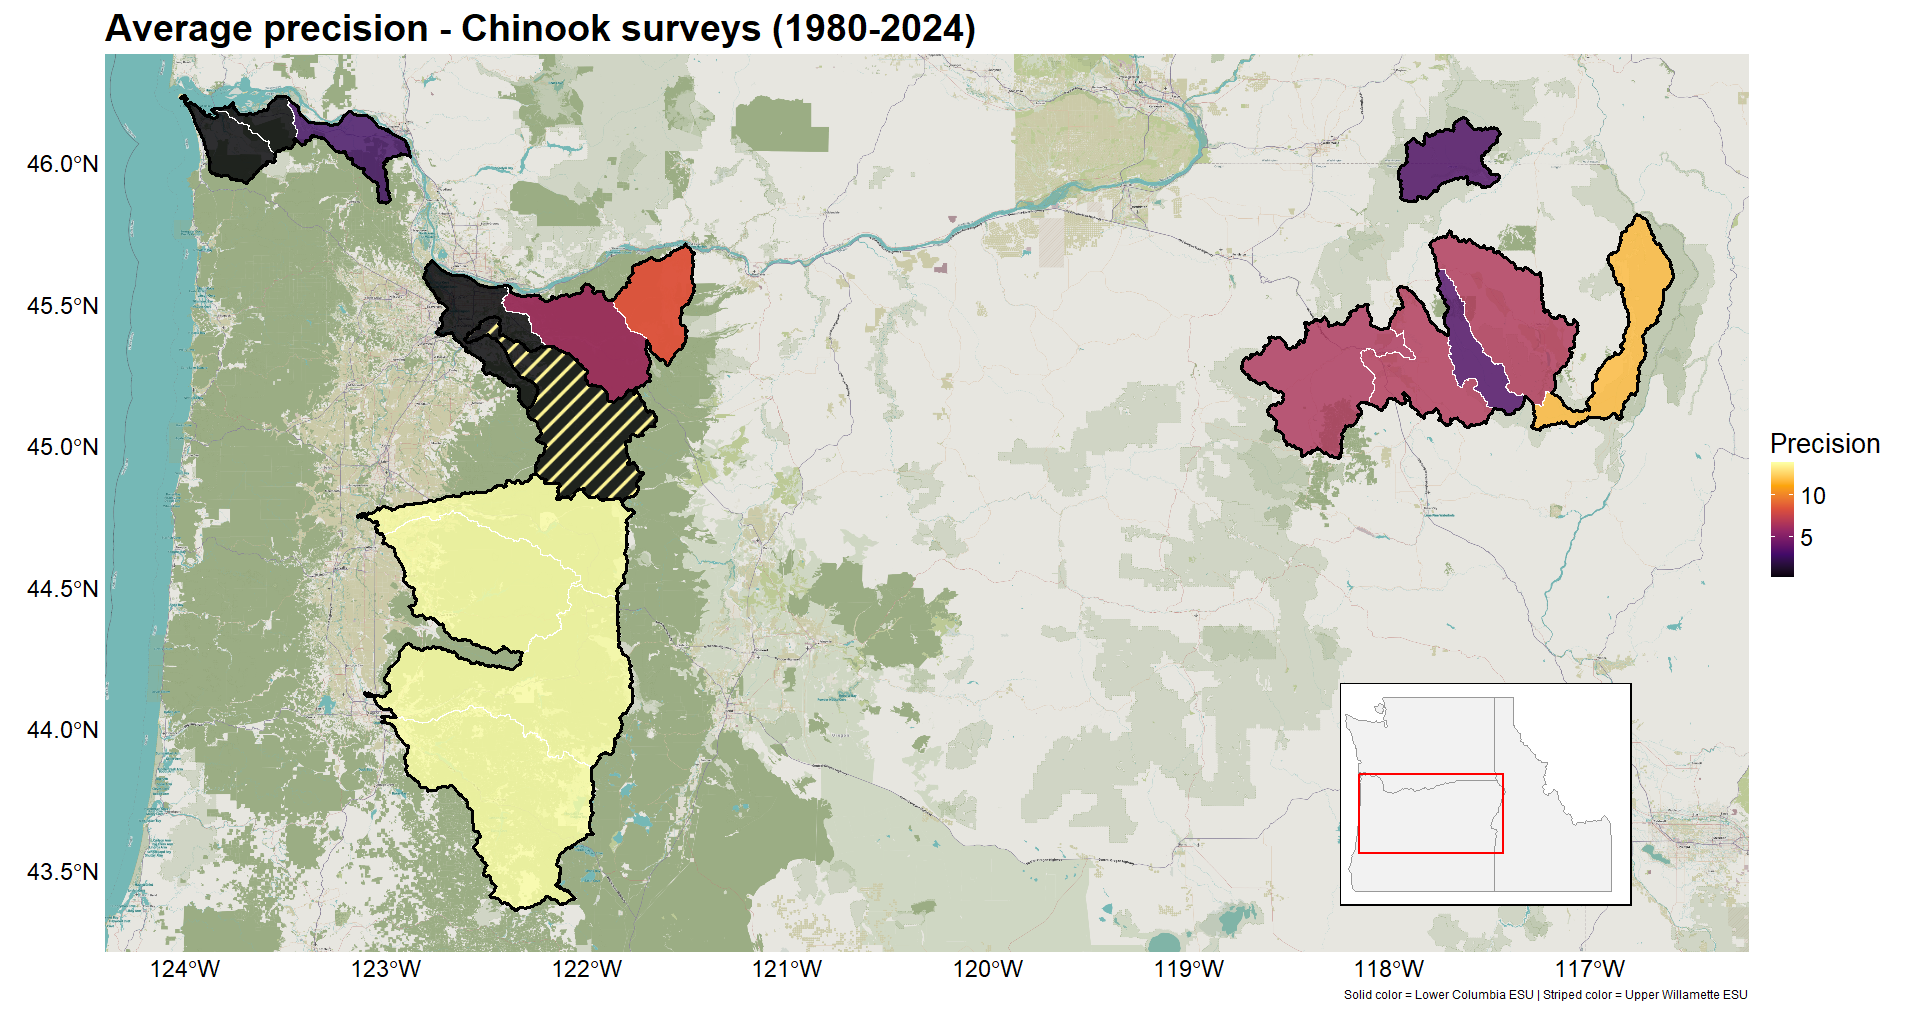 Average precision - Chinook surveys (1980-2024)
46.0°N
45.5°N
45.0°N
44.5°N
44.0°N
43.5°N
124°W
123°W
122°W
121°W
120°W
119°W
118°W
117°W
Precision
10
5
Solid color = Lower Columbia ESU | Striped color = Upper Willamette ESU